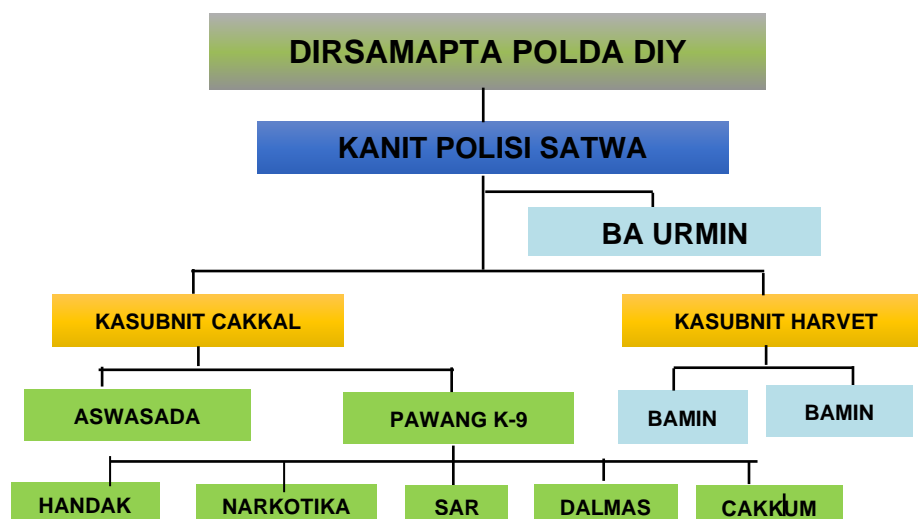 DIRSAMAPTA POLDA DIY
KANIT POLISI SATWA
BA URMIN
KASUBNIT CAKKAL
KASUBNIT HARVET
ASWASADA
PAWANG K-9
BAMIN
BAMIN
HANDAK
NARKOTIKA
SAR
DALMAS
CAKKUM